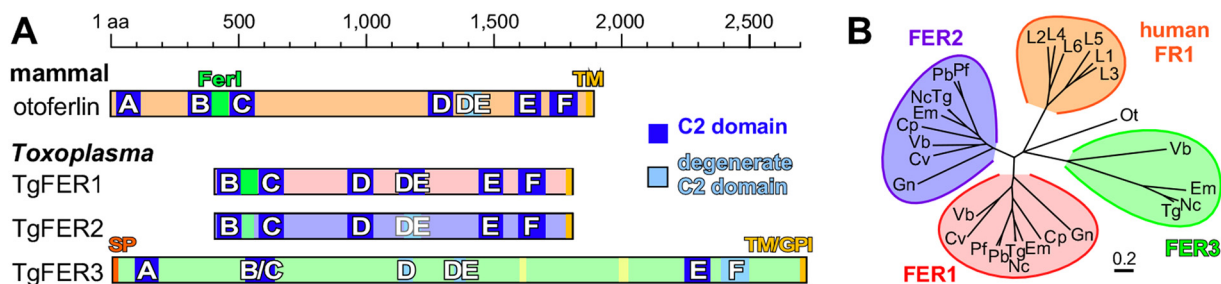 A
1 aa 500 1,000 1,500 2,000 2,500
mammal
FerI
TM
otoferlin A B C D DE E F
Toxoplasma
TgFER1 B C D DE E F
TgFER2 B C D DE E F
SP
TM/GPI
TgFER3 A B/C D DE E F
C2 domain
degenerate
C2 domain
B
FER2
Pb Pf
Nc Tg
Em
Cp
Vb
Cv
Gn
human
FR1
L2 L4 L6 L5 L1 L3
Ot
Vb
Em
Tg Nc
FER3
Vb
Cv
Pf Pb Nc Tg Em Cp Gn
FER1
0.2